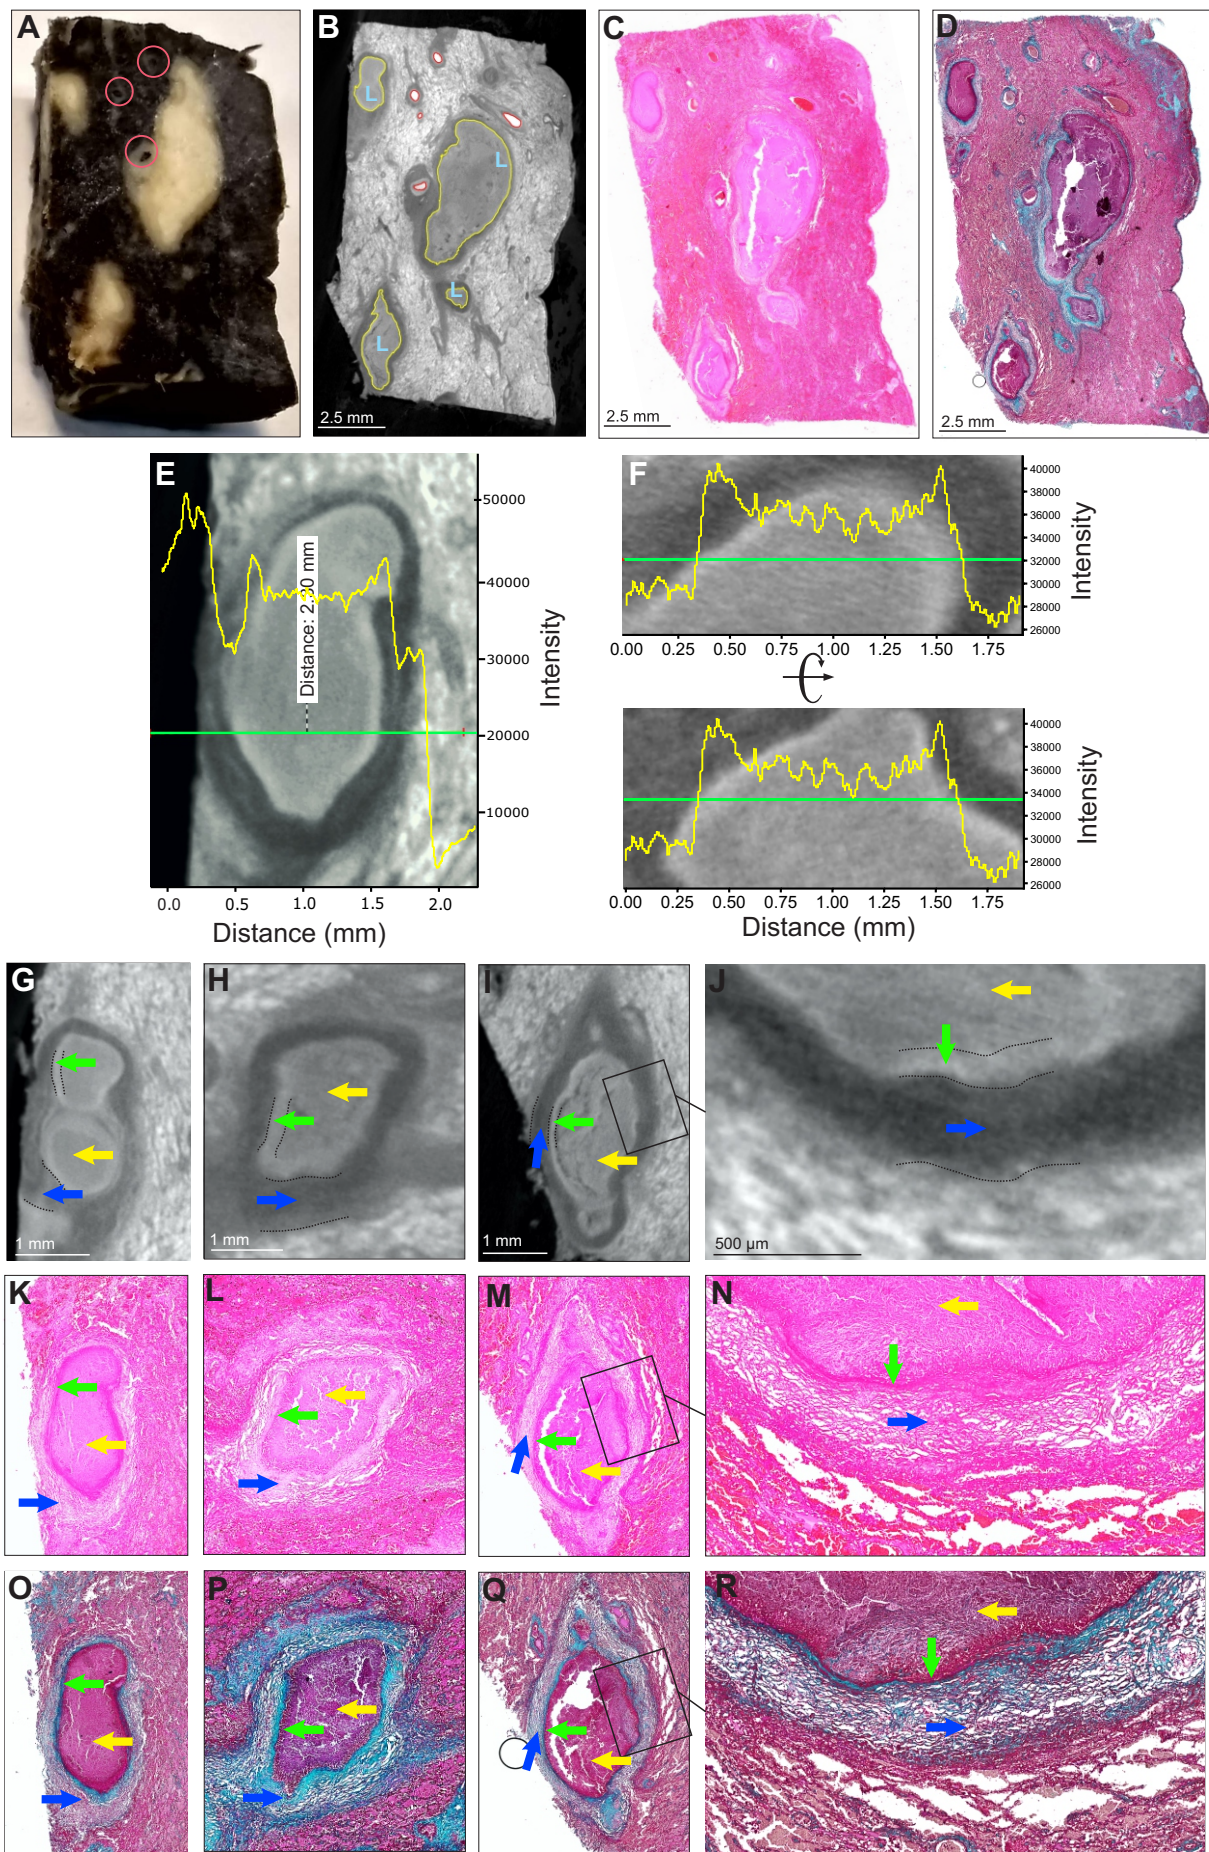 A
B
C
D
L
L
L
L
2.5 mm
2.5 mm
2.5 mm
E
Distance: 2.30 mm
50000
40000
30000
20000
10000
Intensity
0.0 0.5 1.0 1.5 2.0
Distance (mm)
F
40000
38000
36000
34000
32000
30000
28000
26000
Intensity
0.00 0.25 0.50 0.75 1.00 1.25 1.50 1.75
40000
38000
36000
34000
32000
30000
28000
26000
Intensity
0.00 0.25 0.50 0.75 1.00 1.25 1.50 1.75
Distance (mm)
G
H
I
J
1 mm
1 mm
1 mm
500 µm
K
L
M
N
O
P
Q
R